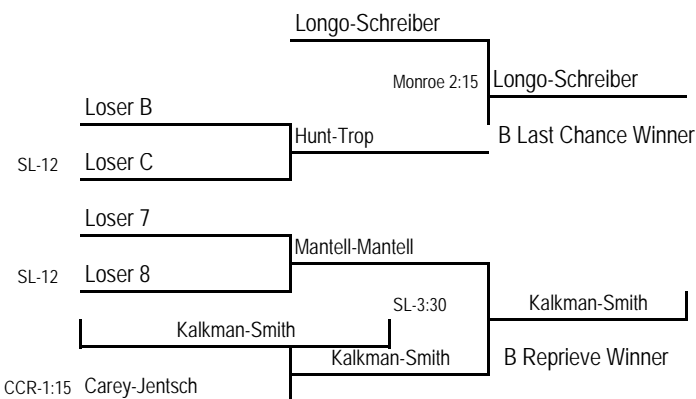 Longo-Schreiber
Monroe 2:15 Longo-Schreiber
Loser B
Hunt-Trop B Last Chance Winner
SL-12 Loser C
Loser 7
Mantell-Mantell
SL-12 Loser 8
SL-3:30 Kalkman-Smith
Kalkman-Smith
Kalkman-Smith B Reprieve Winner
CCR-1:15 Carey-Jentsch